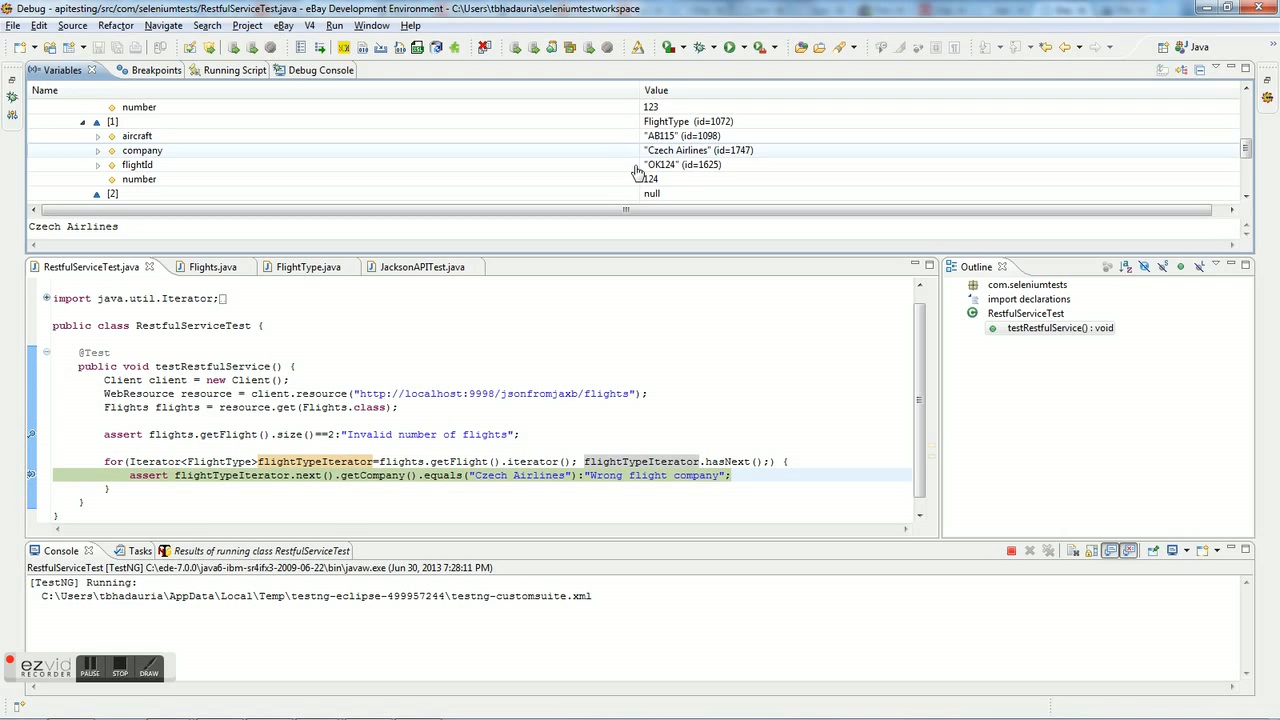 Debug - apitesting/src/com/seleniumtests/RestfulServiceTest.java - eBay Development Environment - C:\Users\tbhadauria\seleniumtestworkspace
File Edit Source Refactor Navigate Search Project eBay V4 Run Window Help
Java
Variables Breakpoints Running Script Debug Console
Name Value
number 123
[1] FlightType (id=1072)
aircraft "AB115" (id=1098)
company "Czech Airlines" (id=1747)
flightId "OK124" (id=1625)
number 124
[2] null
Czech Airlines
RestfulServiceTest.java Flights.java FlightType.java JacksonAPITest.java
import java.util.Iterator;
public class RestfulServiceTest {
@Test
public void testRestfulService() {
Client client = new Client();
WebResource resource = client.resource("http://localhost:9998/jsonfromjaxb/flights");
Flights flights = resource.get(Flights.class);
assert flights.getFlight().size()==2:"Invalid number of flights";
for(Iterator<FlightType>flightTypeIterator=flights.getFlight().iterator(); flightTypeIterator.hasNext();) {
assert flightTypeIterator.next().getCompany().equals("Czech Airlines"):"Wrong flight company";
}
}
}
Outline
com.seleniumtests
import declarations
RestfulServiceTest
testRestfulService() : void
Console Tasks Results of running class RestfulServiceTest
RestfulServiceTest [TestNG] C:\ede-7.0.0\java6-ibm-sr4ifx3-2009-06-22\bin\javaw.exe (Jun 30, 2013 7:28:11 PM)
[TestNG] Running:
C:\Users\tbhadauria\AppData\Local\Temp\testng-eclipse-499957244\testng-customsuite.xml
ezvid
RECORDER
PAUSE STOP DRAW